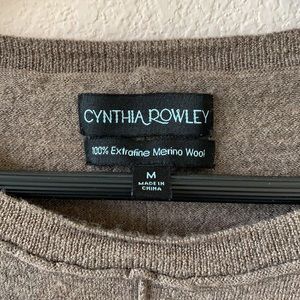 CYNTHIA ROWLEY
100% Extrafine Merino Wool
M
MADE IN
CHINA